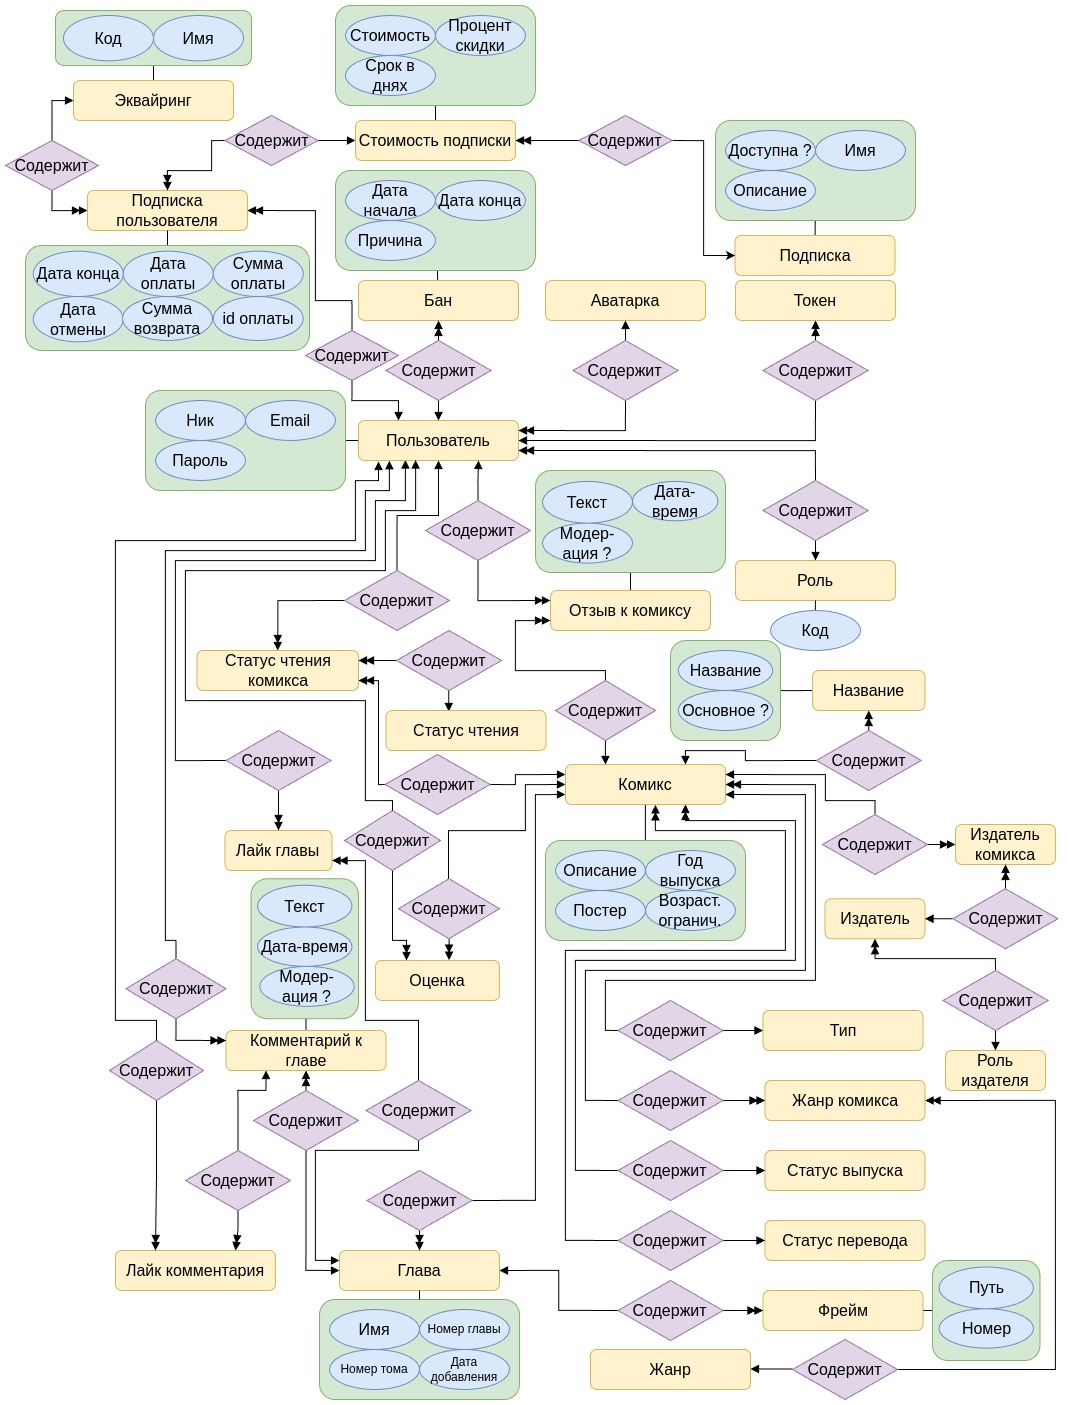 Код
Имя
Эквайринг
Содержит
Стоимость
Процент
скидки
Срок в
днях
Содержит
Стоимость подписки
Содержит
Доступна ?
Имя
Описание
Подписка
Подписка
пользователя
Дата конца
Дата
оплаты
Сумма
оплаты
Дата
отмены
Сумма
возврата
id оплаты
Дата
начала
Дата конца
Причина
Бан
Аватарка
Токен
Содержит
Содержит
Содержит
Содержит
Ник
Email
Пароль
Пользователь
Содержит
Текст
Дата-
время
Модер-
ация ?
Содержит
Роль
Код
Содержит
Отзыв к комиксу
Статус чтения
комикса
Содержит
Статус чтения
Содержит
Название
Основное ?
Название
Содержит
Содержит
Содержит
Комикс
Содержит
Лайк главы
Содержит
Содержит
Издатель
комикса
Описание
Год
выпуска
Постер
Возраст.
огранич.
Содержит
Издатель
Содержит
Текст
Дата-время
Модер-
ация ?
Оценка
Содержит
Содержит
Роль
издателя
Комментарий к
главе
Содержит
Содержит
Содержит
Содержит
Содержит
Тип
Содержит
Жанр комикса
Содержит
Статус выпуска
Содержит
Статус перевода
Содержит
Лайк комментария
Глава
Содержит
Фрейм
Путь
Номер
Имя
Номер главы
Номер тома
Дата
добавления
Жанр
Содержит